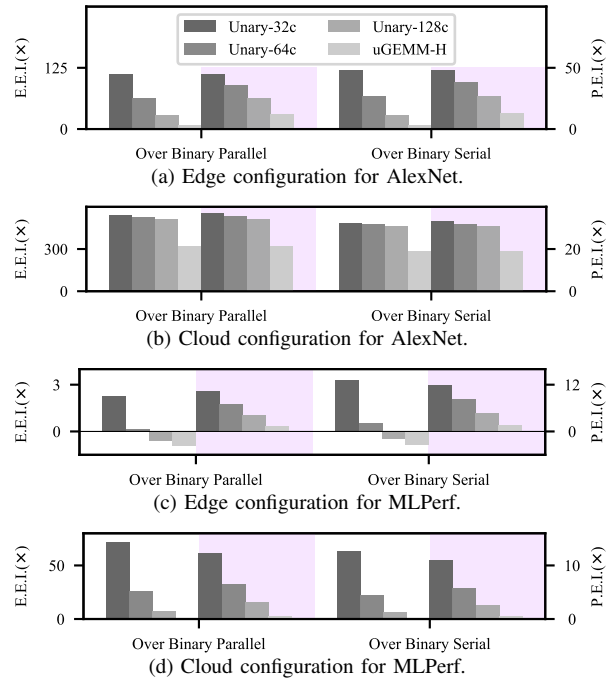 Unary-32c
Unary-64c
Unary-128c
uGEMM-H
E.E.I.(×)
125
0
50
0
P.E.I.(×)
Over Binary Parallel
Over Binary Serial
(a) Edge configuration for AlexNet.
E.E.I.(×)
300
0
20
0
P.E.I.(×)
Over Binary Parallel
Over Binary Serial
(b) Cloud configuration for AlexNet.
E.E.I.(×)
3
0
12
0
P.E.I.(×)
Over Binary Parallel
Over Binary Serial
(c) Edge configuration for MLPerf.
E.E.I.(×)
50
0
10
0
P.E.I.(×)
Over Binary Parallel
Over Binary Serial
(d) Cloud configuration for MLPerf.